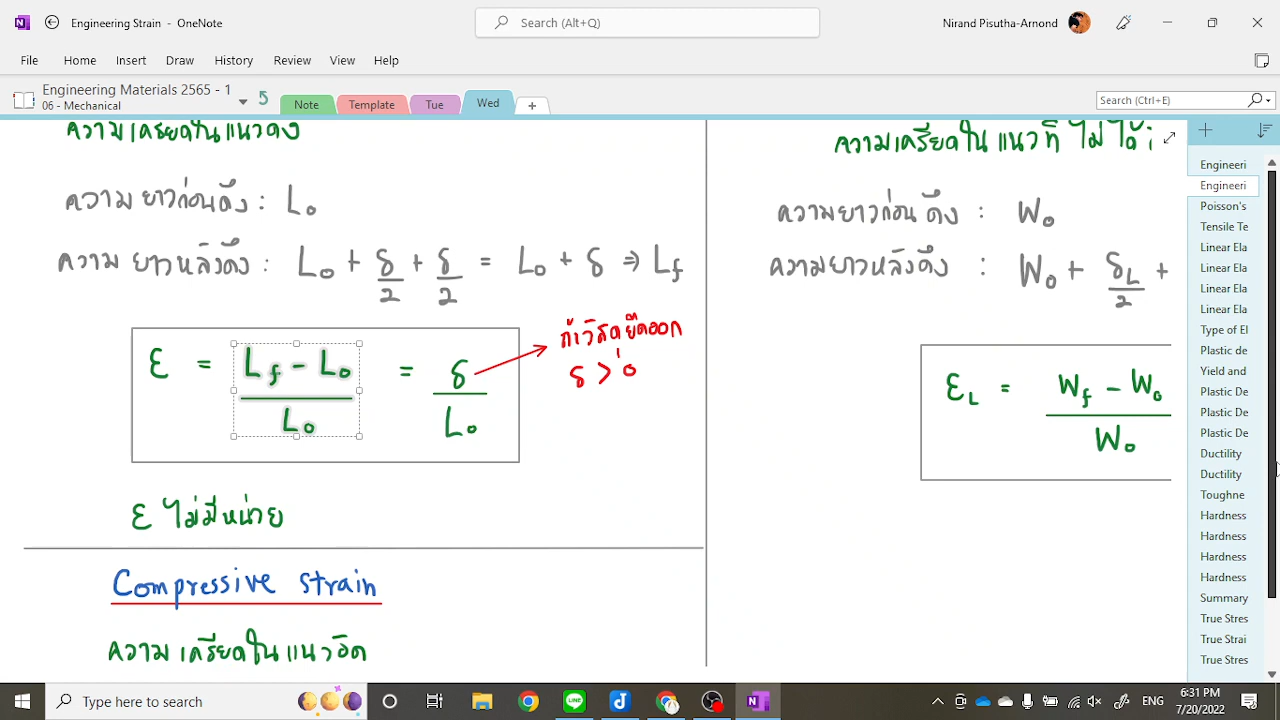 Engineering Strain - OneNote
Search (Alt+Q)
Nirand Pisutha-Arnond
File Home Insert Draw History Review View Help
Engineering Materials 2565 - 1
06 - Mechanical
Note Template Tue Wed +
Search (Ctrl+E)
ความเครียดในแนวดึง
ความยาวก่อนดึง : L₀
ความยาวหลังดึง : L₀ + δ/2 + δ/2 = L₀ + δ ⇒ L_f
ε = (L_f - L₀)/L₀ = δ/L₀
ถ้าวัสดุยืดออก
δ > 0
ε ไม่มีหน่วย
Compressive strain
ความเครียดในแนวอัด
ความเครียดใน แนวที่ ไม่ได้
ความยาวก่อนดึง : W₀
ความยาวหลังดึง : W₀ + δ_L/2 +
ε_L = (W_f - W₀)/W₀
Engineeri
Engineeri
Poisson's
Tensile Te
Linear Ela
Linear Ela
Linear Ela
Linear Ela
Type of El
Plastic de
Yield and
Plastic De
Plastic De
Plastic De
Ductility
Ductility
Toughne
Hardness
Hardness
Hardness
Hardness
Summary
True Stres
True Strai
True Stres
Type here to search
ENG
6:31 PM
7/20/2022